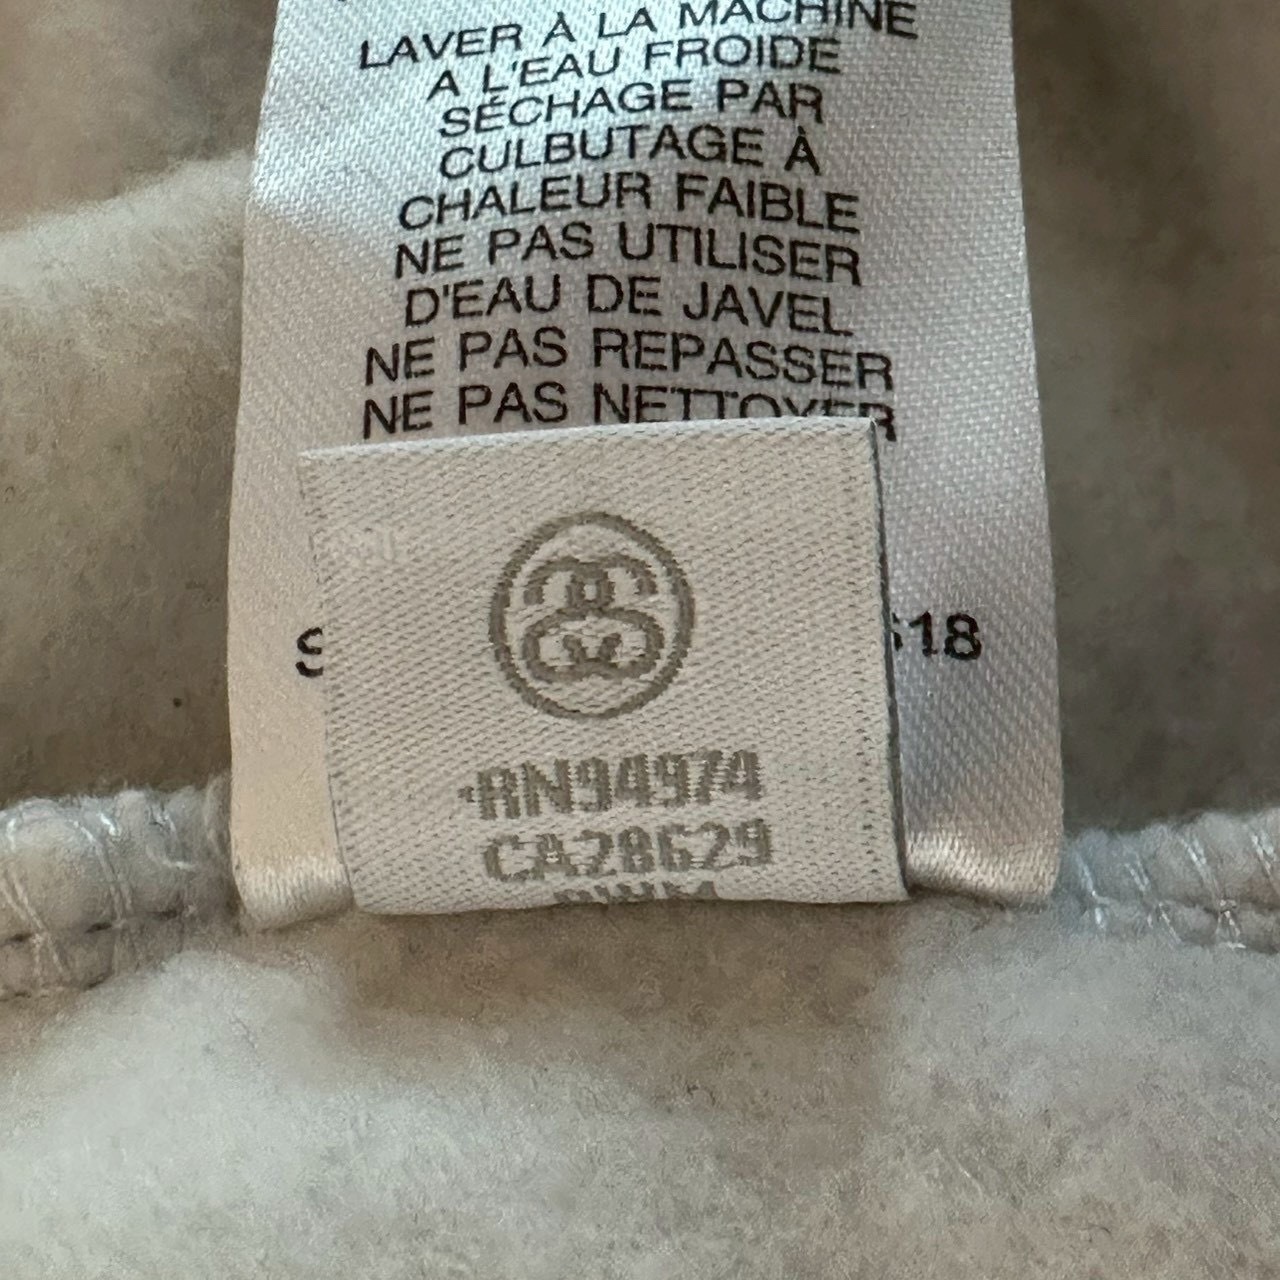 LAVER À LA MACHINE
A L'EAU FROIDE
SÉCHAGE PAR
CULBUTAGE À
CHALEUR FAIBLE
NE PAS UTILISER
D'EAU DE JAVEL
NE PAS REPASSER
NE PAS NETTOYER
S 618
RN94974
CA28629